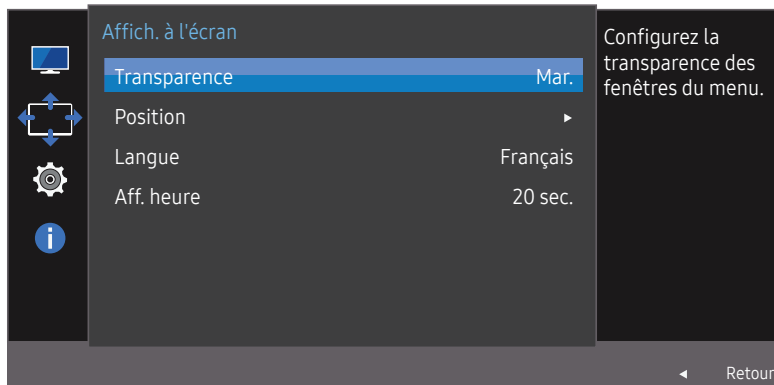 Affich. à l'écran
Transparence Mar.
Position ▸
Langue Français
Aff. heure 20 sec.
Configurez la
transparence des
fenêtres du menu.
i
◂ Retour